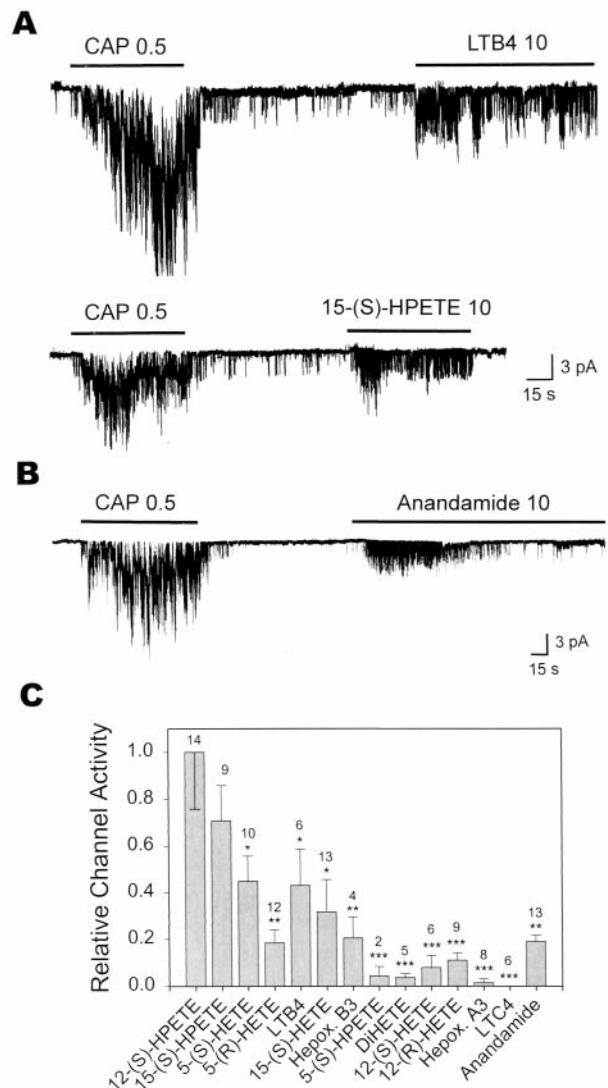 A
CAP 0.5
LTB4 10
CAP 0.5
15-(S)-HPETE 10
3 pA
15 s
B
CAP 0.5
Anandamide 10
3 pA
15 s
C
Relative Channel Activity
1.0
0.8
0.6
0.4
0.2
0.0
14
9
10
*
12
**
6
*
13
*
4
**
2
***
5
***
6
***
9
***
8
***
6
***
13
**
12-(S)-HPETE
15-(S)-HPETE
5-(S)-HETE
5-(R)-HETE
LTB4
15-(S)-HETE
Hepox. B3
5-(S)-HPETE
DiHETE
12-(S)-HETE
12-(R)-HETE
Hepox. A3
LTC4
Anandamide